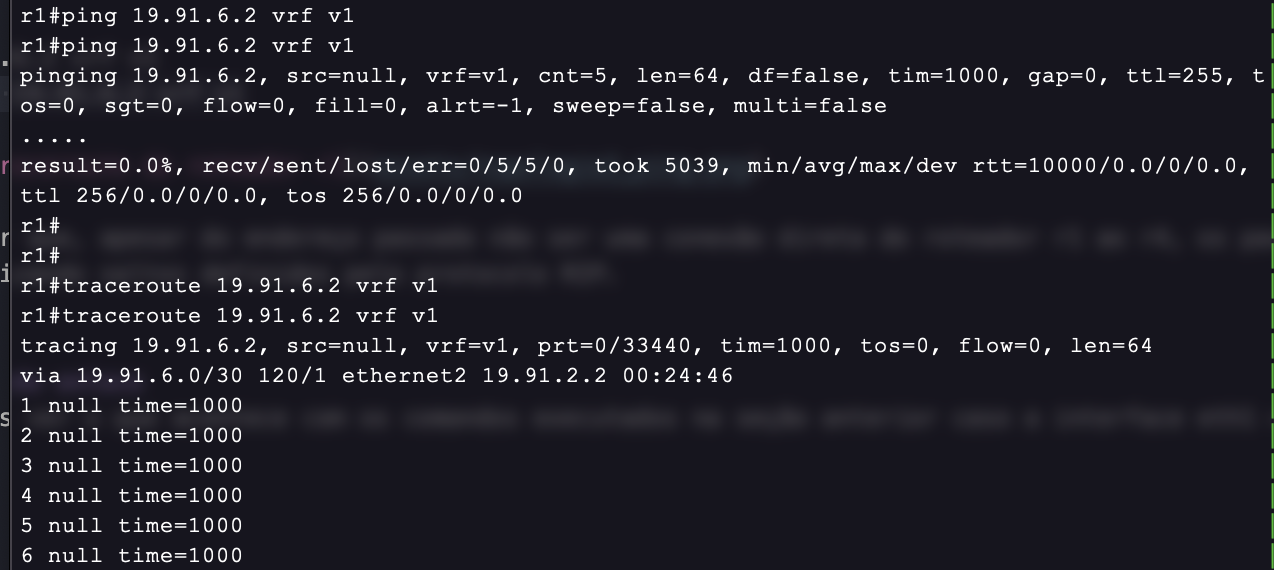 r1#ping 19.91.6.2 vrf v1
r1#ping 19.91.6.2 vrf v1
pinging 19.91.6.2, src=null, vrf=v1, cnt=5, len=64, df=false, tim=1000, gap=0, ttl=255, t
os=0, sgt=0, flow=0, fill=0, alrt=-1, sweep=false, multi=false
.....
result=0.0%, recv/sent/lost/err=0/5/5/0, took 5039, min/avg/max/dev rtt=10000/0.0/0/0.0,
ttl 256/0.0/0/0.0, tos 256/0.0/0/0.0
r1#
r1#
r1#traceroute 19.91.6.2 vrf v1
r1#traceroute 19.91.6.2 vrf v1
tracing 19.91.6.2, src=null, vrf=v1, prt=0/33440, tim=1000, tos=0, flow=0, len=64
via 19.91.6.0/30 120/1 ethernet2 19.91.2.2 00:24:46
1 null time=1000
2 null time=1000
3 null time=1000
4 null time=1000
5 null time=1000
6 null time=1000